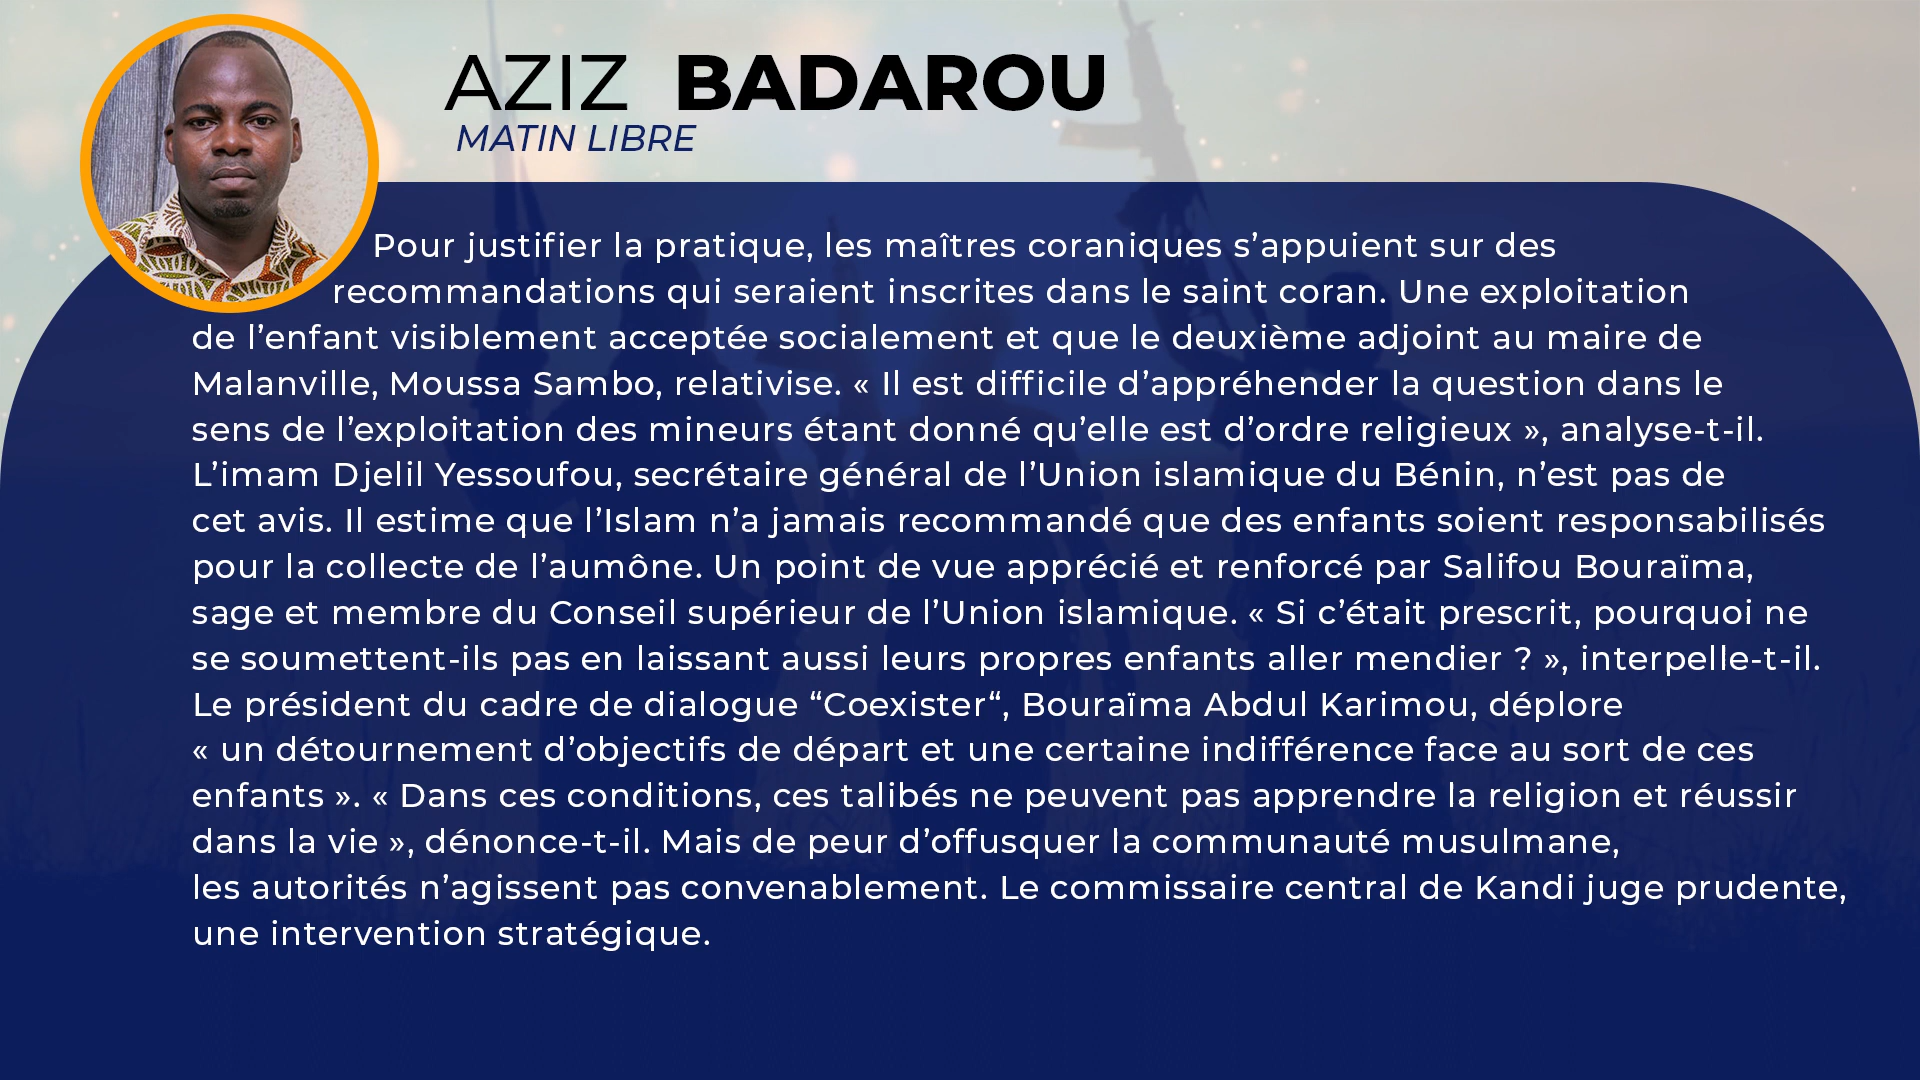 AZIZ BADAROU
MATIN LIBRE
Pour justifier la pratique, les maîtres coraniques s’appuient sur des
recommandations qui seraient inscrites dans le saint coran. Une exploitation
de l’enfant visiblement acceptée socialement et que le deuxième adjoint au maire de
Malanville, Moussa Sambo, relativise. « Il est difficile d’appréhender la question dans le
sens de l’exploitation des mineurs étant donné qu’elle est d’ordre religieux », analyse-t-il.
L’imam Djelil Yessoufou, secrétaire général de l’Union islamique du Bénin, n’est pas de
cet avis. Il estime que l’Islam n’a jamais recommandé que des enfants soient responsabilisés
pour la collecte de l’aumône. Un point de vue apprécié et renforcé par Salifou Bouraïma,
sage et membre du Conseil supérieur de l’Union islamique. « Si c’était prescrit, pourquoi ne
se soumettent-ils pas en laissant aussi leurs propres enfants aller mendier ? », interpelle-t-il.
Le président du cadre de dialogue “Coexister“, Bouraïma Abdul Karimou, déplore
« un détournement d’objectifs de départ et une certaine indifférence face au sort de ces
enfants ». « Dans ces conditions, ces talibés ne peuvent pas apprendre la religion et réussir
dans la vie », dénonce-t-il. Mais de peur d’offusquer la communauté musulmane,
les autorités n’agissent pas convenablement. Le commissaire central de Kandi juge prudente,
une intervention stratégique.